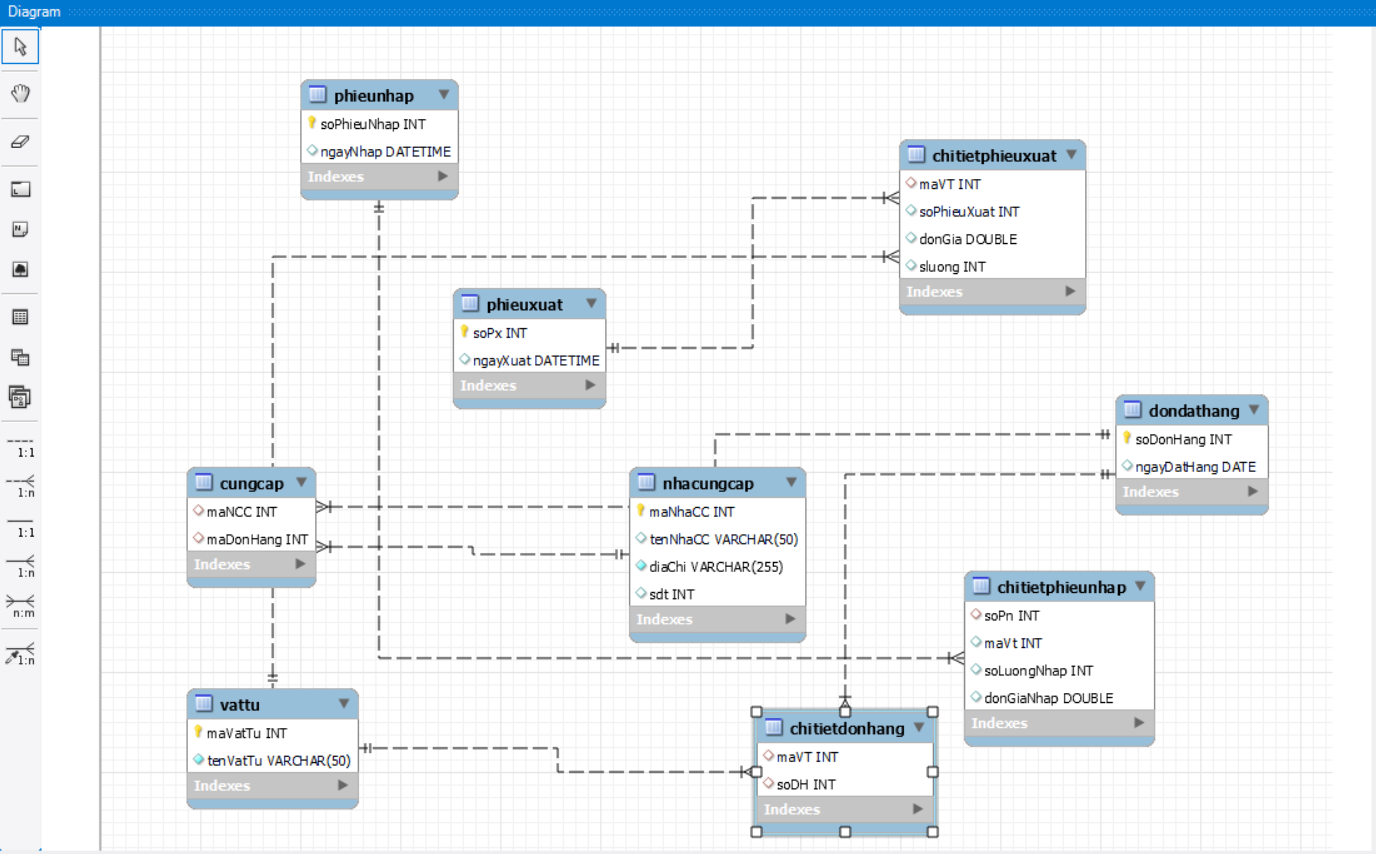 Diagram
phieunhap
soPhieuNhap INT
ngayNhap DATETIME
Indexes
chitietphieuxuat
maVT INT
soPhieuXuat INT
donGia DOUBLE
sluong INT
Indexes
phieuxuat
soPx INT
ngayXuat DATETIME
Indexes
dondathang
soDonHang INT
ngayDatHang DATE
Indexes
cungcap
maNCC INT
maDonHang INT
Indexes
nhacungcap
maNhaCC INT
tenNhaCC VARCHAR(50)
diaChi VARCHAR(255)
sdt INT
Indexes
chitietphieunhap
soPn INT
maVt INT
soLuongNhap INT
donGiaNhap DOUBLE
Indexes
vattu
maVatTu INT
tenVatTu VARCHAR(50)
Indexes
chitietdonhang
maVT INT
soDH INT
Indexes
1:1
1:n
1:1
1:n
n:m
1:n